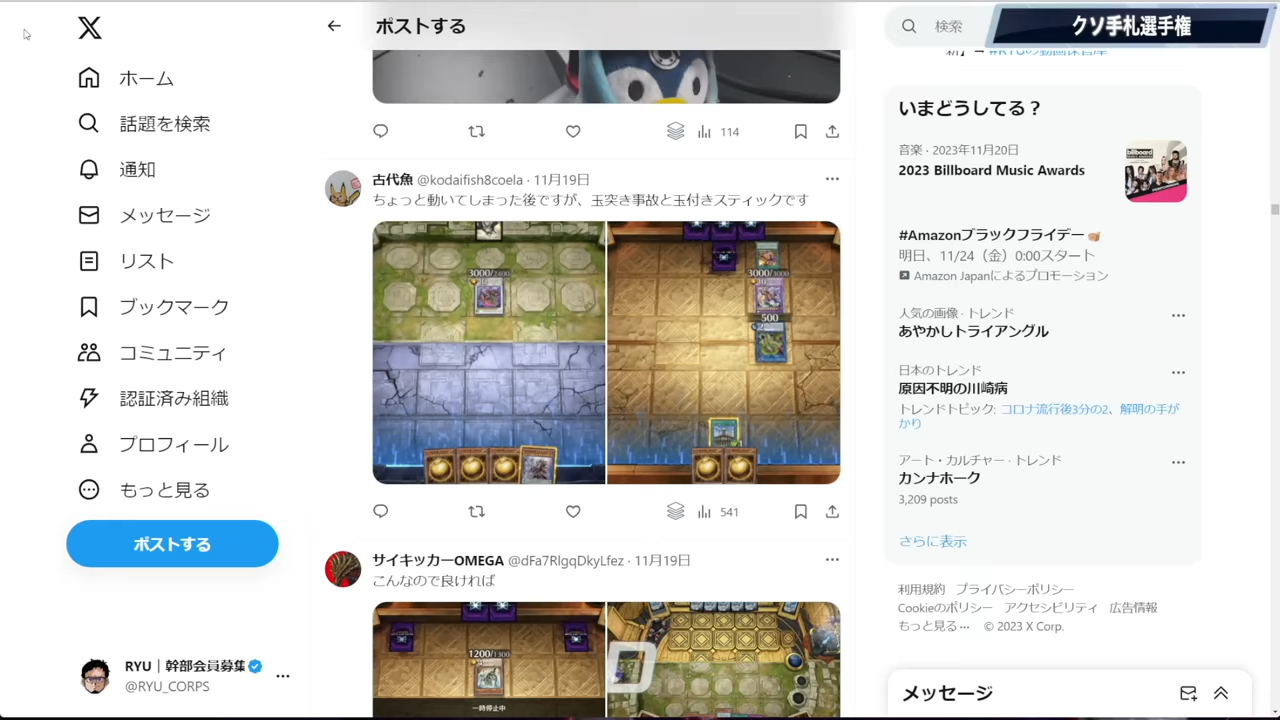 ホーム
話題を検索
通知
メッセージ
リスト
ブックマーク
コミュニティ
認証済み組織
プロフィール
もっと見る
ポストする
RYU｜幹部会員募集
@RYU_CORPS
ポストする
114
古代魚 @kodaifish8coela · 11月19日
ちょっと動いてしまった後ですが、玉突き事故と玉付きスティックです
3000/2400
3000/3000
500
541
サイキッカーOMEGA @dFa7RlgqDkyLfez · 11月19日
こんなので良ければ
1200/1300
一時停止中
検索
クソ手札選手権
新】→ #RYUの動画保管庫
いまどうしてる？
音楽 · 2023年11月20日
2023 Billboard Music Awards
#Amazonブラックフライデー
明日、11/24（金）0:00スタート
Amazon Japanによるプロモーション
人気の画像 · トレンド
あやかしトライアングル
日本のトレンド
原因不明の川崎病
トレンドトピック: コロナ流行後3分の2、解明の手が
かり
アート・カルチャー · トレンド
カンナホーク
3,209 posts
さらに表示
利用規約 プライバシーポリシー
Cookieのポリシー アクセシビリティ 広告情報
もっと見る… © 2023 X Corp.
メッセージ